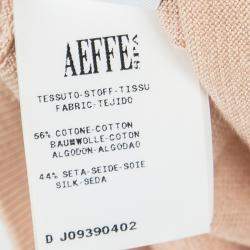 AEFFE SPA
TESSUTO-STOFF-TISSU
FABRIC-TEJIDO
56% COTONE-COTTON
BAUMWOLLE-COTON
ALGODON-ALGODAO
44% SETA-SEIDE-SOIE
SILK-SEDA
D J09390402